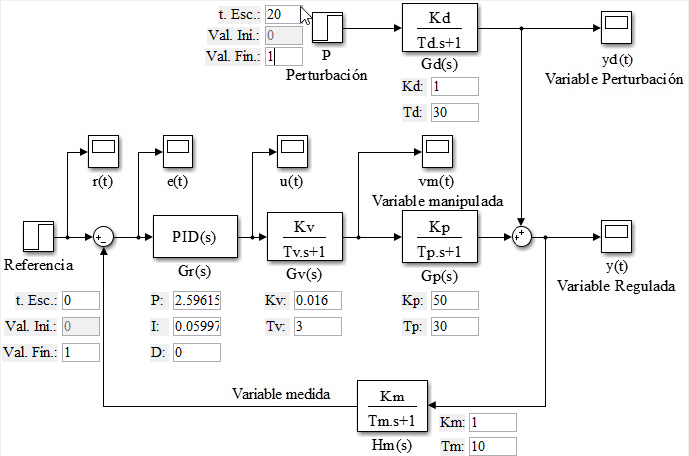 t. Esc.: 20
Val. Ini.: 0
Val. Fin.: 1
P
Perturbación
Kd
Td.s+1
Gd(s)
Kd: 1
Td: 30
yd(t)
Variable Perturbación
r(t)
e(t)
u(t)
vm(t)
Variable manipulada
Referencia
t. Esc.: 0
Val. Ini.: 0
Val. Fin.: 1
+
-
PID(s)
Gr(s)
P: 2.59615
I: 0.05997
D: 0
Kv
Tv.s+1
Gv(s)
Kv: 0.016
Tv: 3
Kp
Tp.s+1
Gp(s)
Kp: 50
Tp: 30
+
+
y(t)
Variable Regulada
Variable medida
Km
Tm.s+1
Hm(s)
Km: 1
Tm: 10